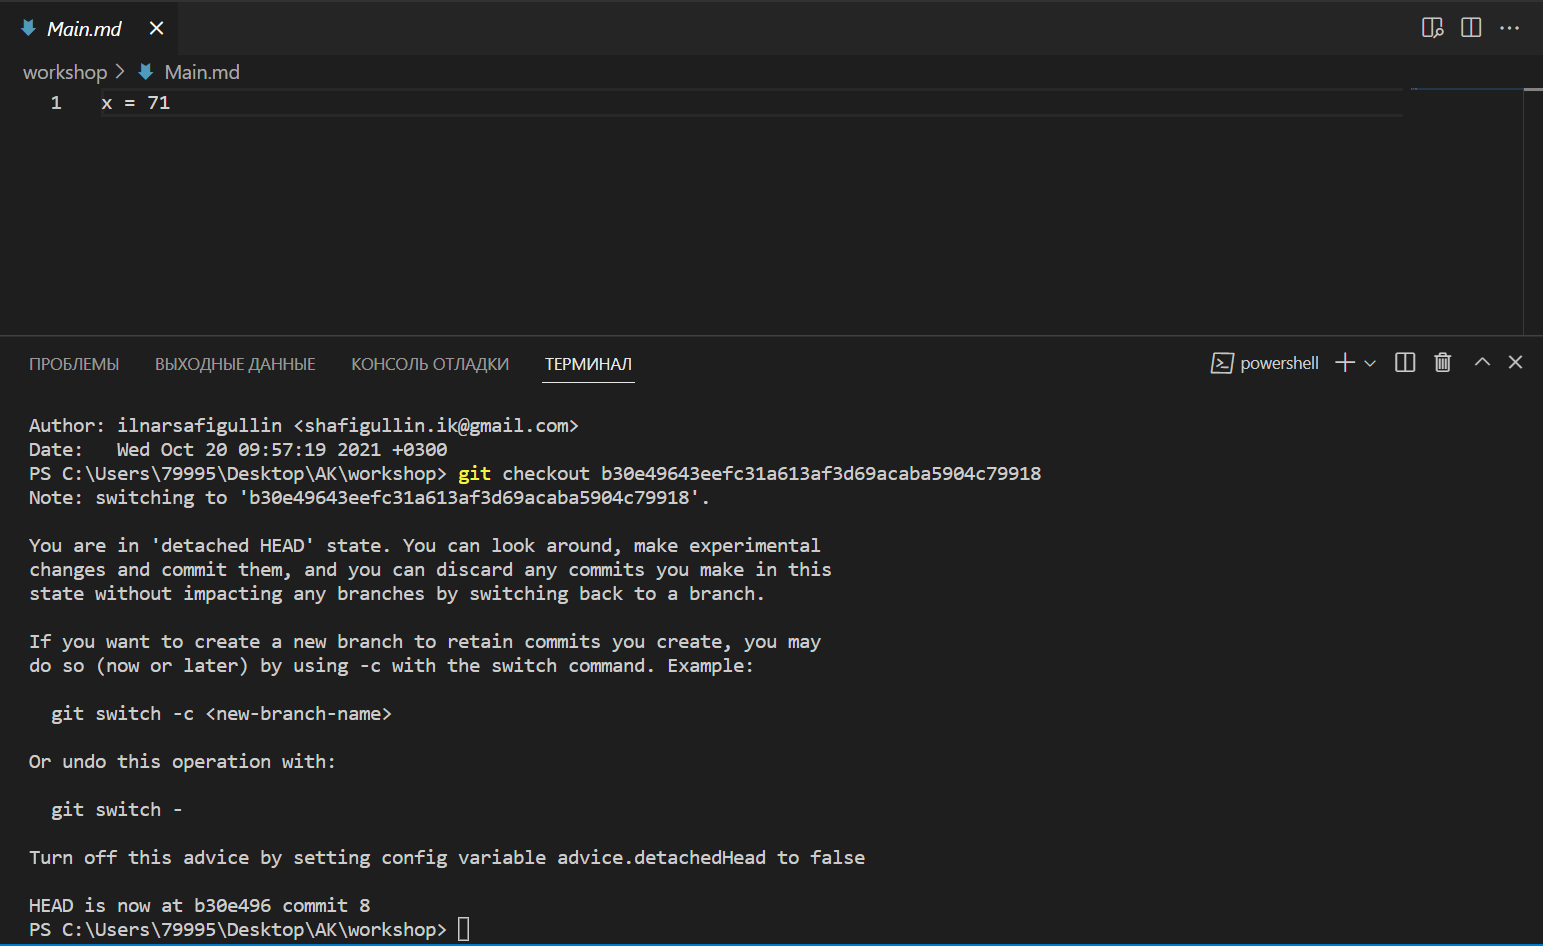 Main.md
workshop > Main.md
1 x = 71
ПРОБЛЕМЫ ВЫХОДНЫЕ ДАННЫЕ КОНСОЛЬ ОТЛАДКИ ТЕРМИНАЛ powershell
Author: ilnarsafigullin <shafigullin.ik@gmail.com>
Date:   Wed Oct 20 09:57:19 2021 +0300
PS C:\Users\79995\Desktop\AK\workshop> git checkout b30e49643eefc31a613af3d69acaba5904c79918
Note: switching to 'b30e49643eefc31a613af3d69acaba5904c79918'.
You are in 'detached HEAD' state. You can look around, make experimental
changes and commit them, and you can discard any commits you make in this
state without impacting any branches by switching back to a branch.
If you want to create a new branch to retain commits you create, you may
do so (now or later) by using -c with the switch command. Example:
git switch -c <new-branch-name>
Or undo this operation with:
git switch -
Turn off this advice by setting config variable advice.detachedHead to false
HEAD is now at b30e496 commit 8
PS C:\Users\79995\Desktop\AK\workshop>